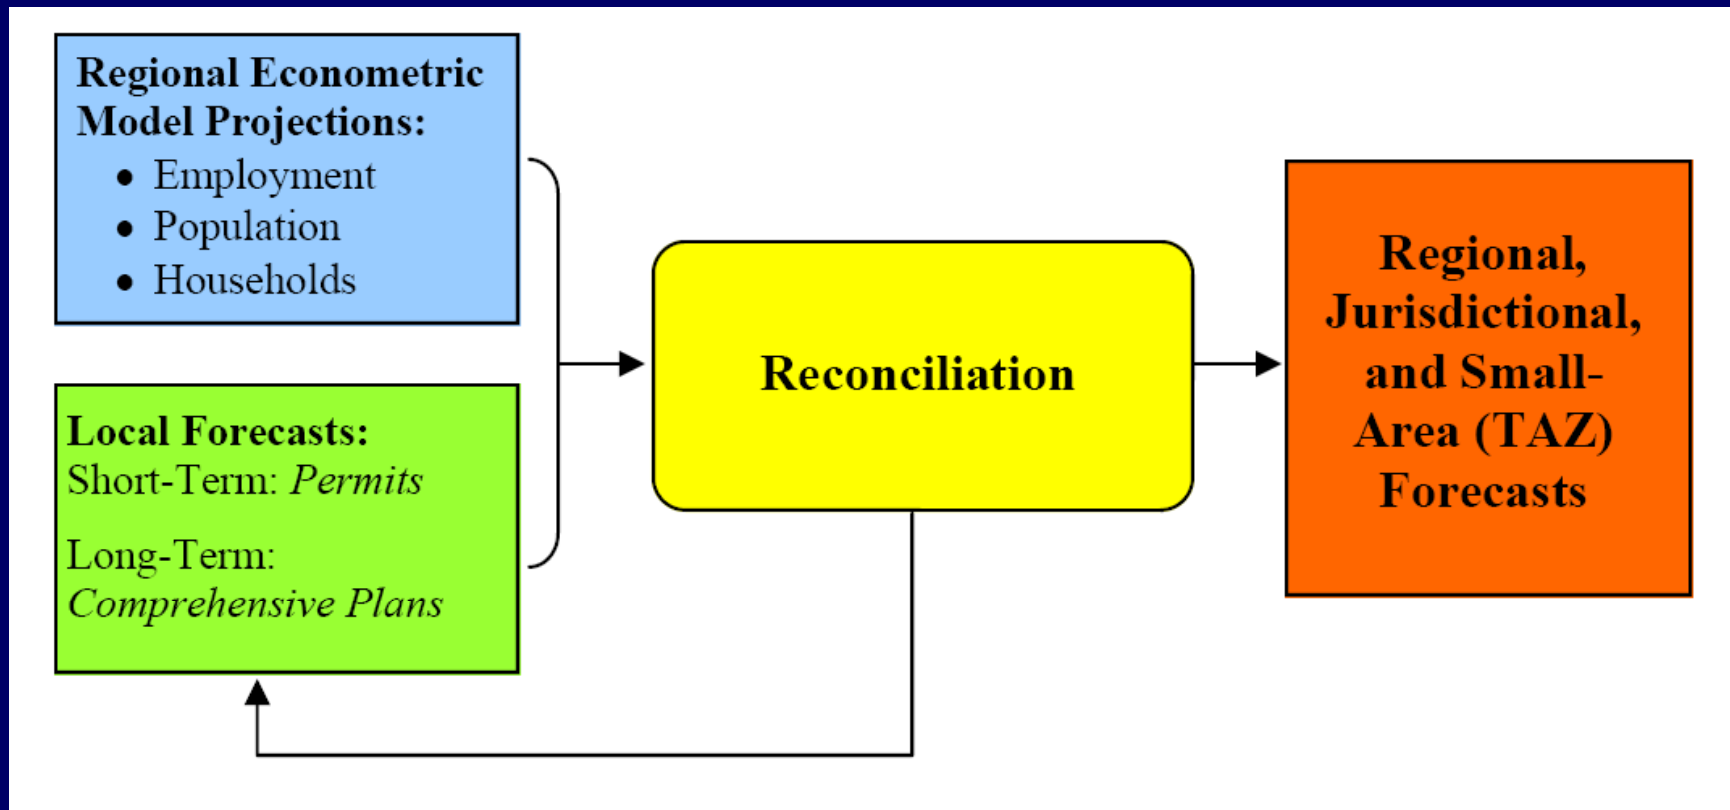 Regional Econometric
Model Projections:
• Employment
• Population
• Households
Local Forecasts:
Short-Term: Permits
Long-Term:
Comprehensive Plans
Reconciliation
Regional,
Jurisdictional,
and Small-
Area (TAZ)
Forecasts